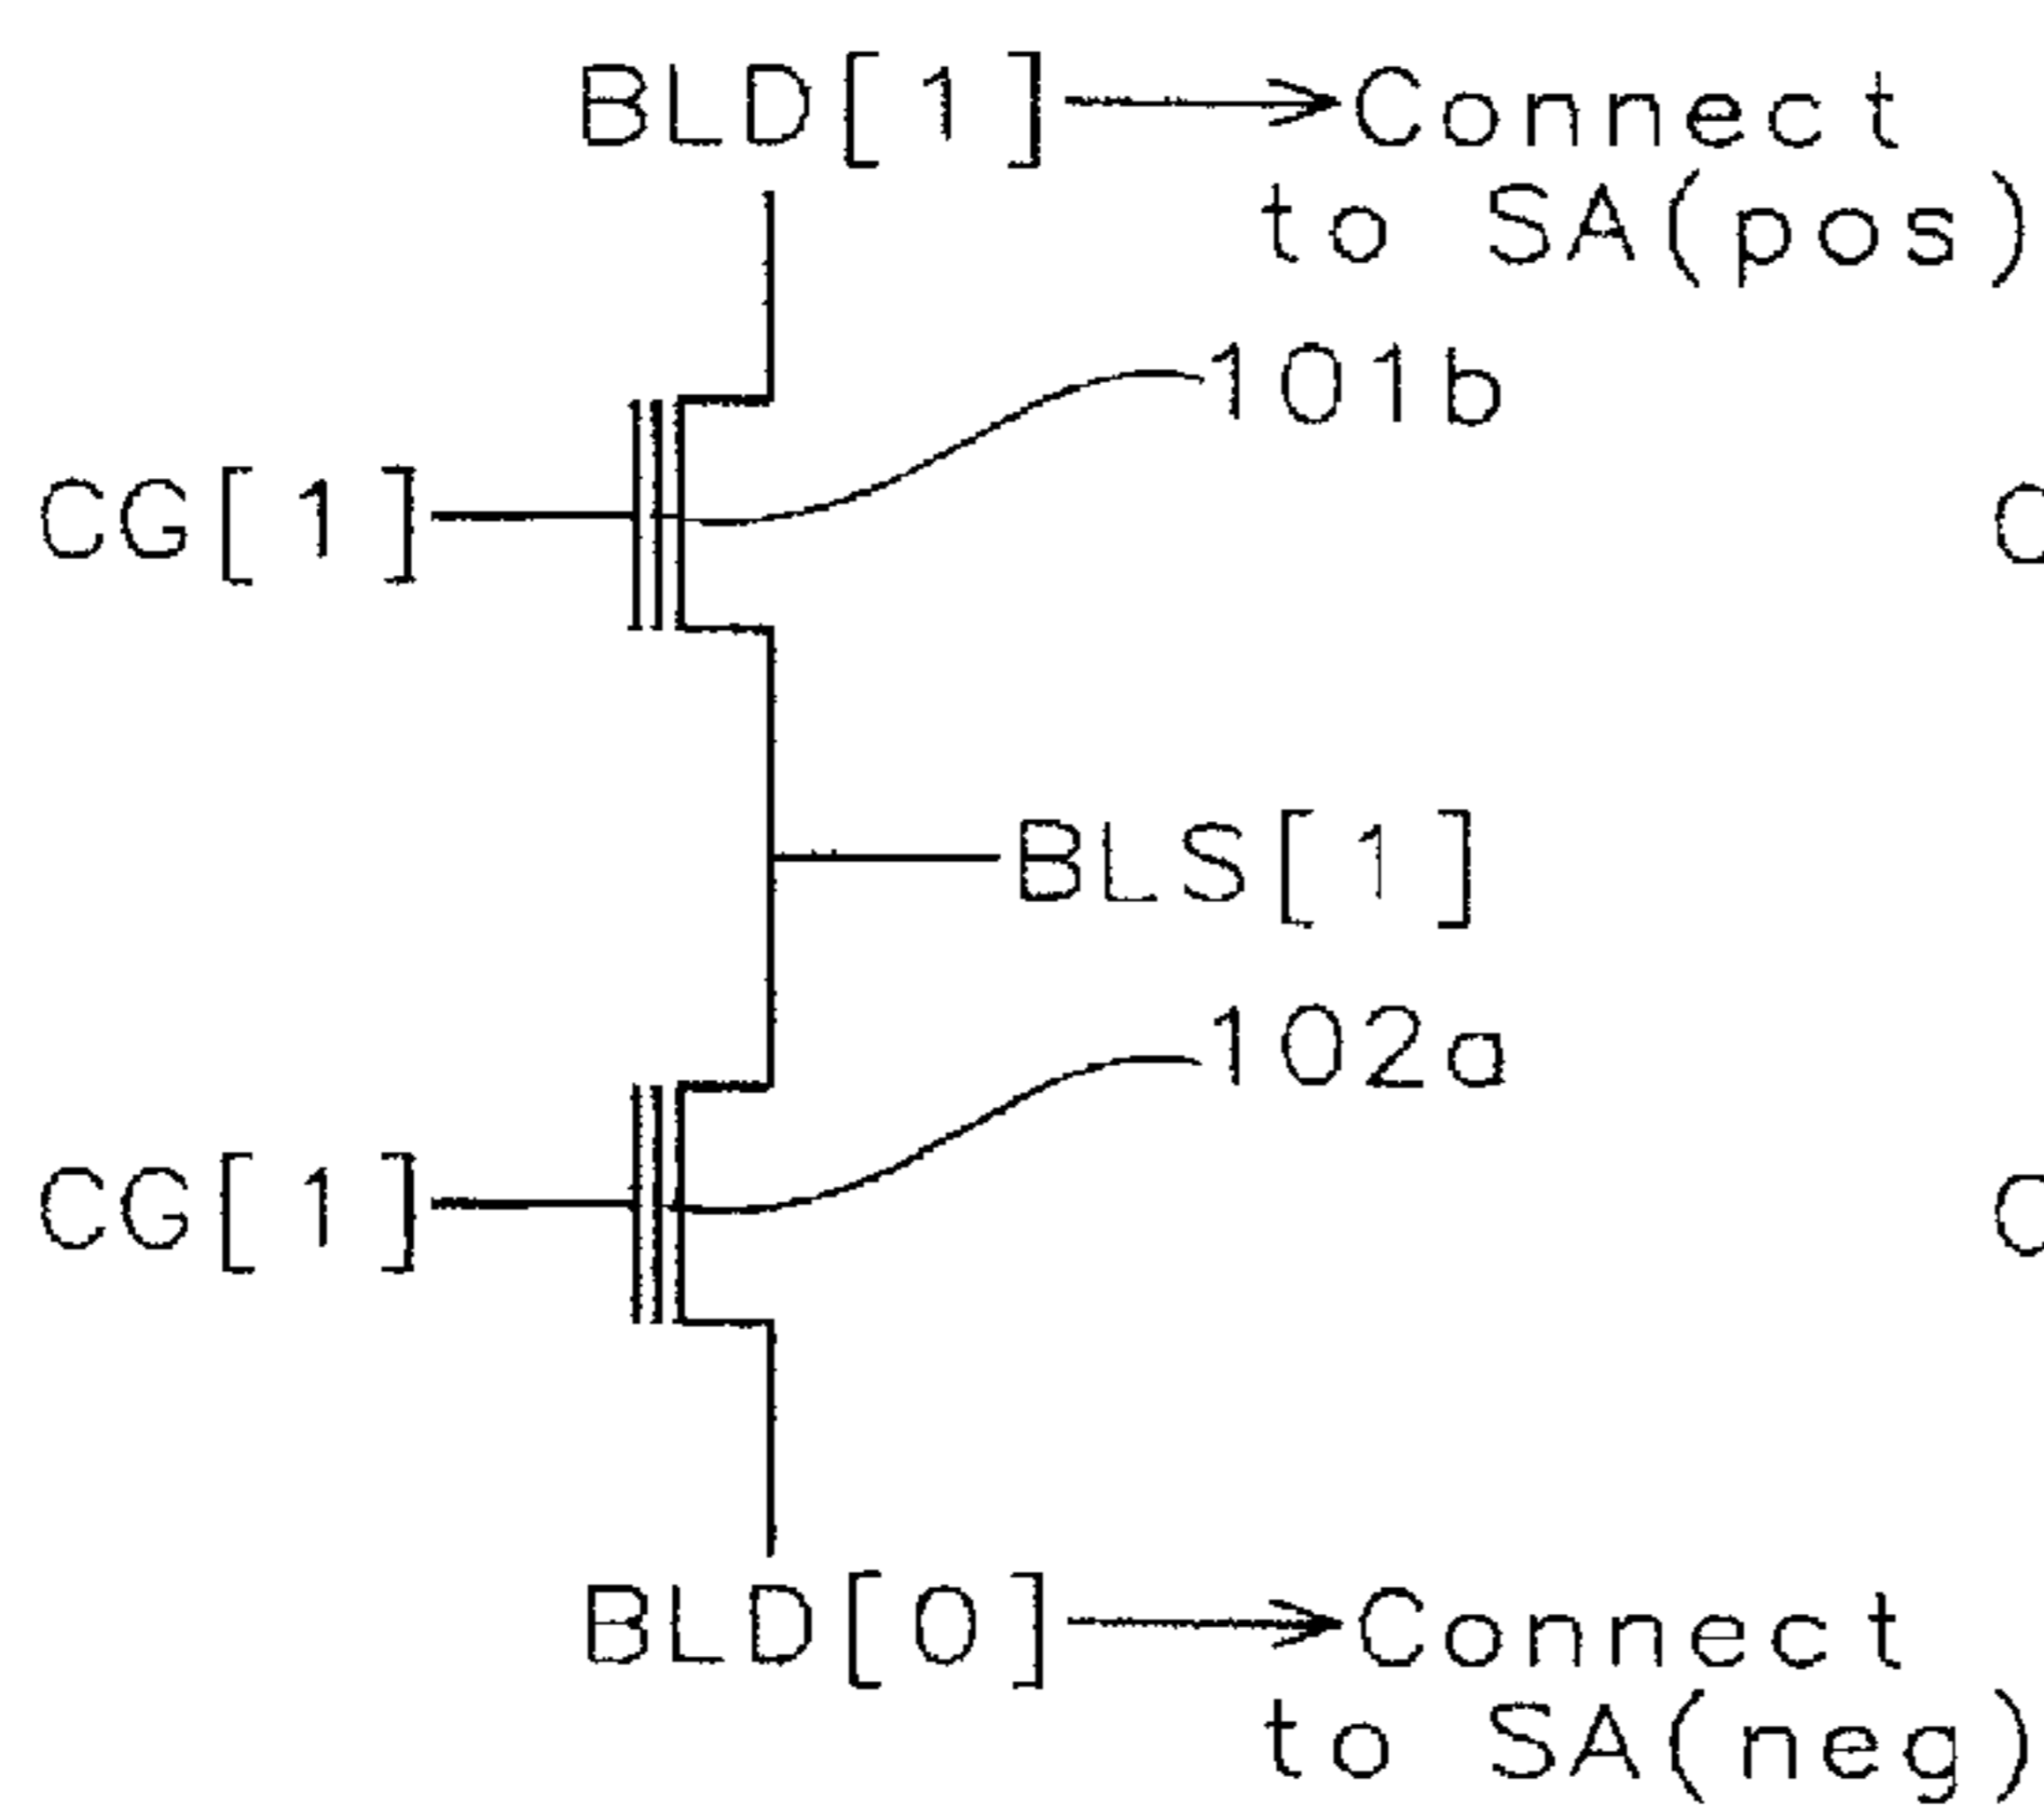 BLD[1] Connect
to SA(pos)
101b
CG[1]
BLS[1]
102a
CG[1]
BLD[0] Connect
to SA(neg)